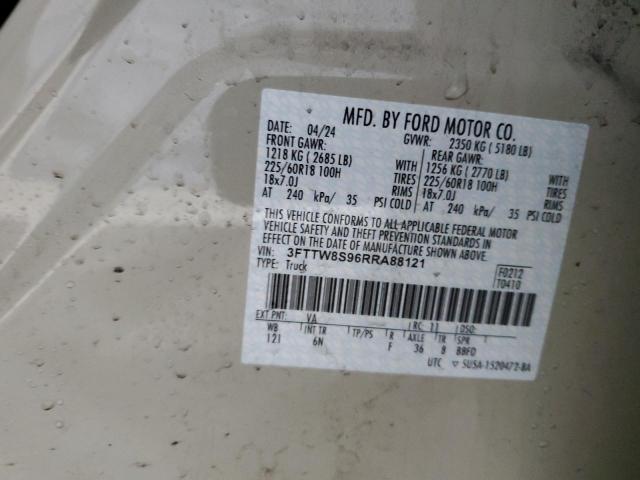 MFD. BY FORD MOTOR CO.
DATE: 04/24 GVWR: 2350 KG ( 5180 LB)
FRONT GAWR: REAR GAWR:
1218 KG ( 2685 LB) WITH 1256 KG ( 2770 LB) WITH
225/60R18 100H TIRES 225/60R18 100H TIRES
18x7.0J RIMS 18x7.0J RIMS
AT 240 kPa/ 35 PSI COLD AT 240 kPa/ 35 PSI COLD
THIS VEHICLE CONFORMS TO ALL APPLICABLE FEDERAL MOTOR
VEHICLE SAFETY AND THEFT PREVENTION STANDARDS IN
EFFECT ON THE DATE OF MANUFACTURE SHOWN ABOVE.
VIN: 3FTTW8S96RRA88121 F0212
TYPE: Truck T0410
EXT PNT: VA RC: 11 DSO:
WB INT TR TP/PS R AXLE TR SPR
121 6N F 36 8 BBFD
UTC ▽ SU5A-1520472-BA